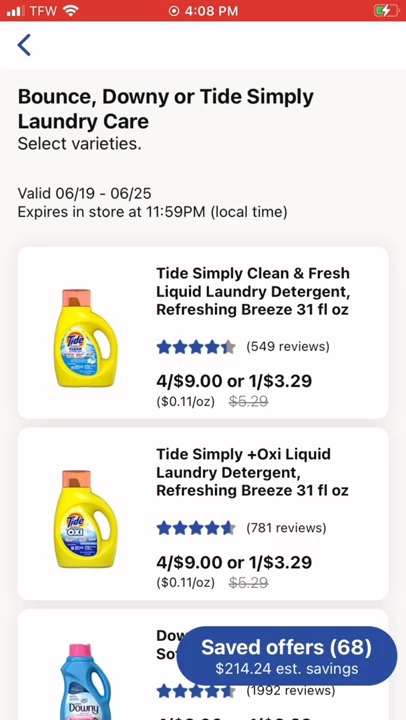 TFW 4:08 PM
Bounce, Downy or Tide Simply
Laundry Care
Select varieties.
Valid 06/19 - 06/25
Expires in store at 11:59PM (local time)
Tide Simply Clean & Fresh
Liquid Laundry Detergent,
Refreshing Breeze 31 fl oz
(549 reviews)
4/$9.00 or 1/$3.29
($0.11/oz) $5.29
Tide
Tide Simply +Oxi Liquid
Laundry Detergent,
Refreshing Breeze 31 fl oz
(781 reviews)
4/$9.00 or 1/$3.29
($0.11/oz) $5.29
Tide
OXI
Saved offers (68)
$214.24 est. savings
(1992 reviews)
Downy